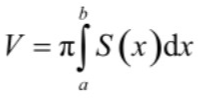 V = π∫ₐᵇ S(x)dx